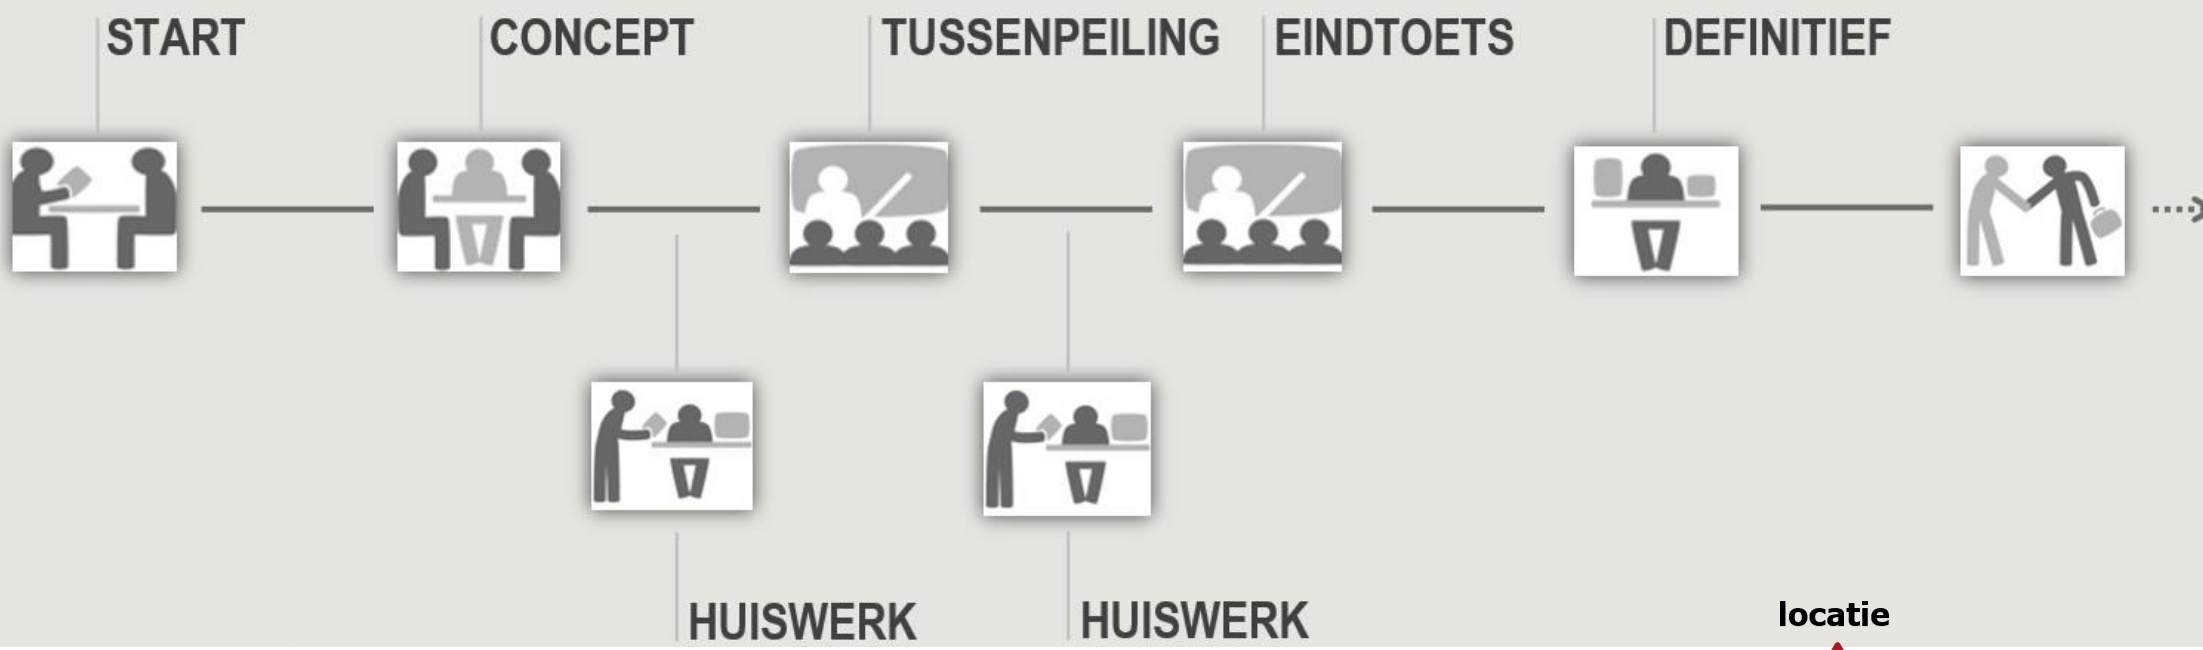 START
CONCEPT
TUSSENPEILING
EINDTOETS
DEFINITIEF
HUISWERK
HUISWERK
locatie